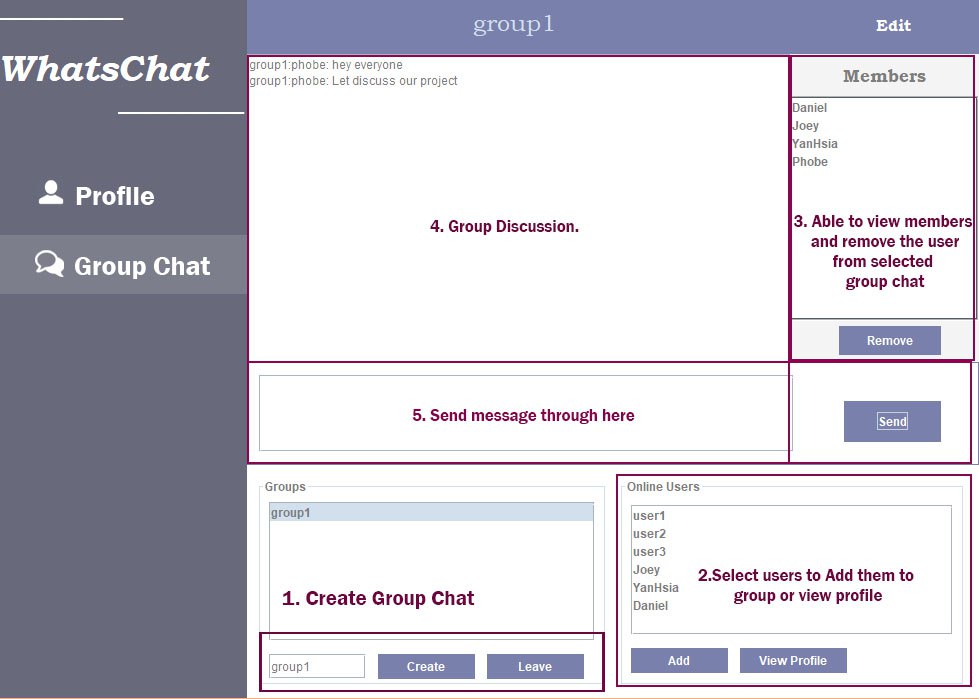 WhatsChat
Profile
Group Chat
group1
Edit
group1:phobe: hey everyone
group1:phobe: Let discuss our project
4. Group Discussion.
Members
Daniel
Joey
YanHsia
Phobe
3. Able to view members
and remove the user
from selected
group chat
Remove
5. Send message through here
Send
Groups
group1
1. Create Group Chat
group1
Create
Leave
Online Users
user1
user2
user3
Joey
YanHsia
Daniel
2.Select users to Add them to
group or view profile
Add
View Profile